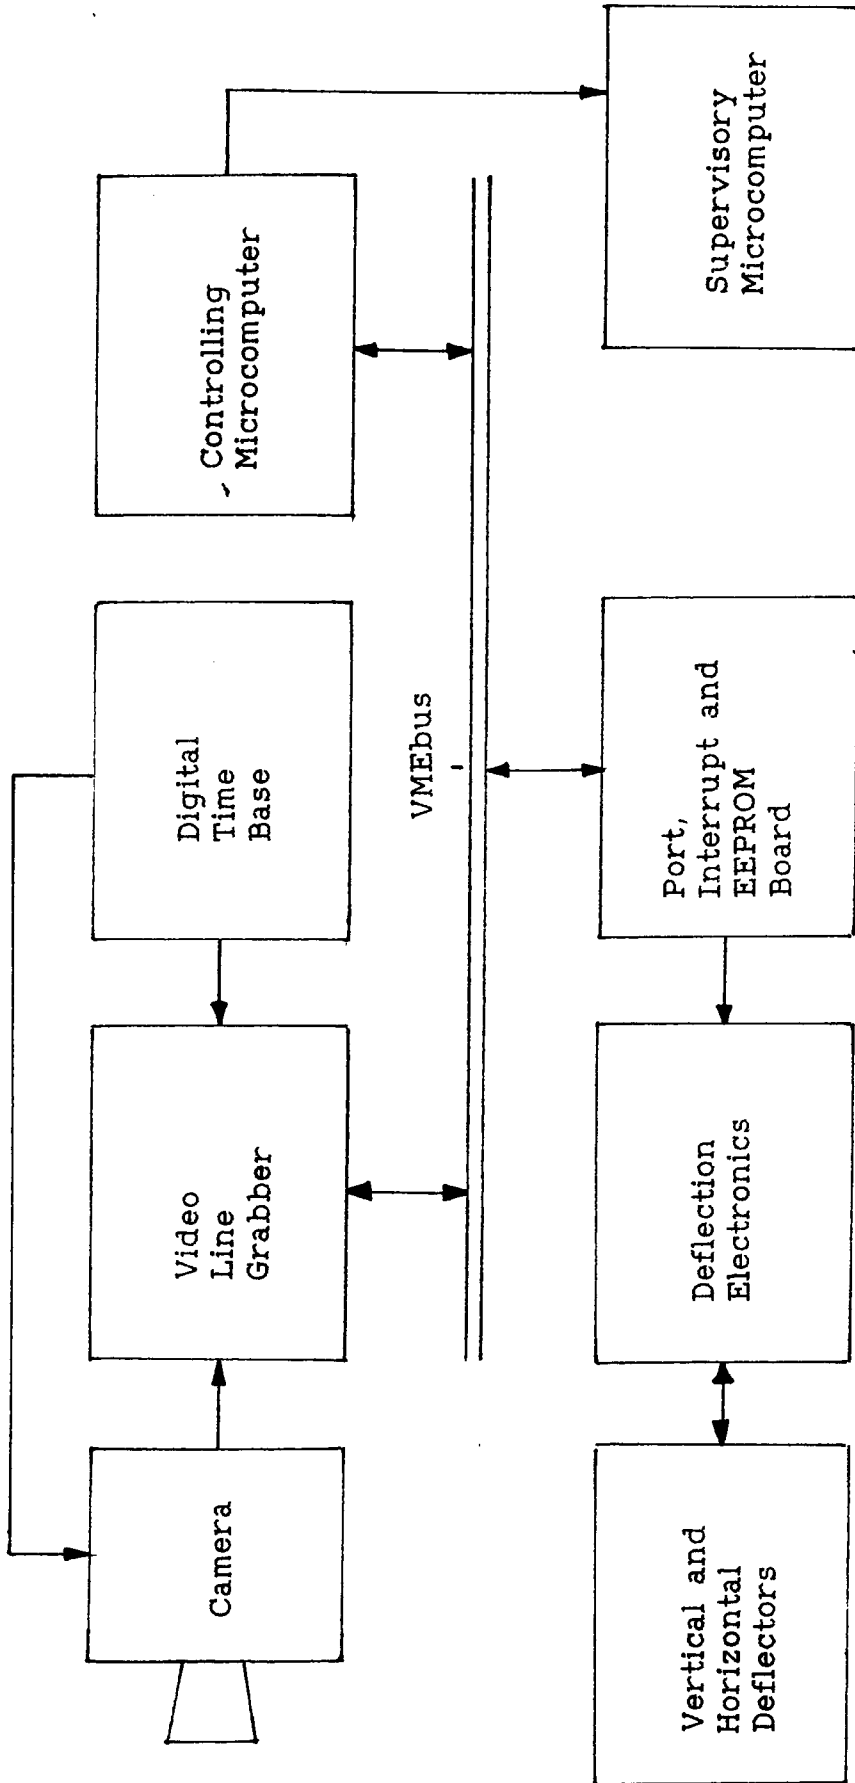 Camera
Video
Line
Grabber
Digital
Time
Base
Controlling
Microcomputer
VMEbus
Vertical and
Horizontal
Deflectors
Deflection
Electronics
Port,
Interrupt and
EEPROM
Board
Supervisory
Microcomputer